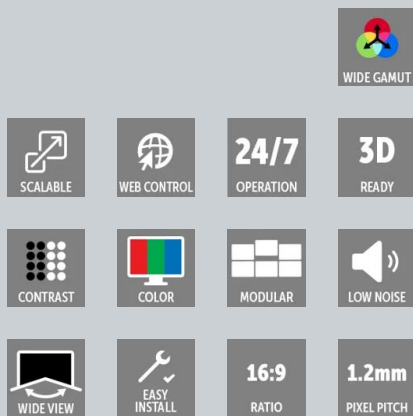 WIDE GAMUT
SCALABLE
WEB CONTROL
24/7
OPERATION
3D
READY
CONTRAST
COLOR
MODULAR
LOW NOISE
WIDE VIEW
EASY
INSTALL
16:9
RATIO
1.2mm
PIXEL PITCH